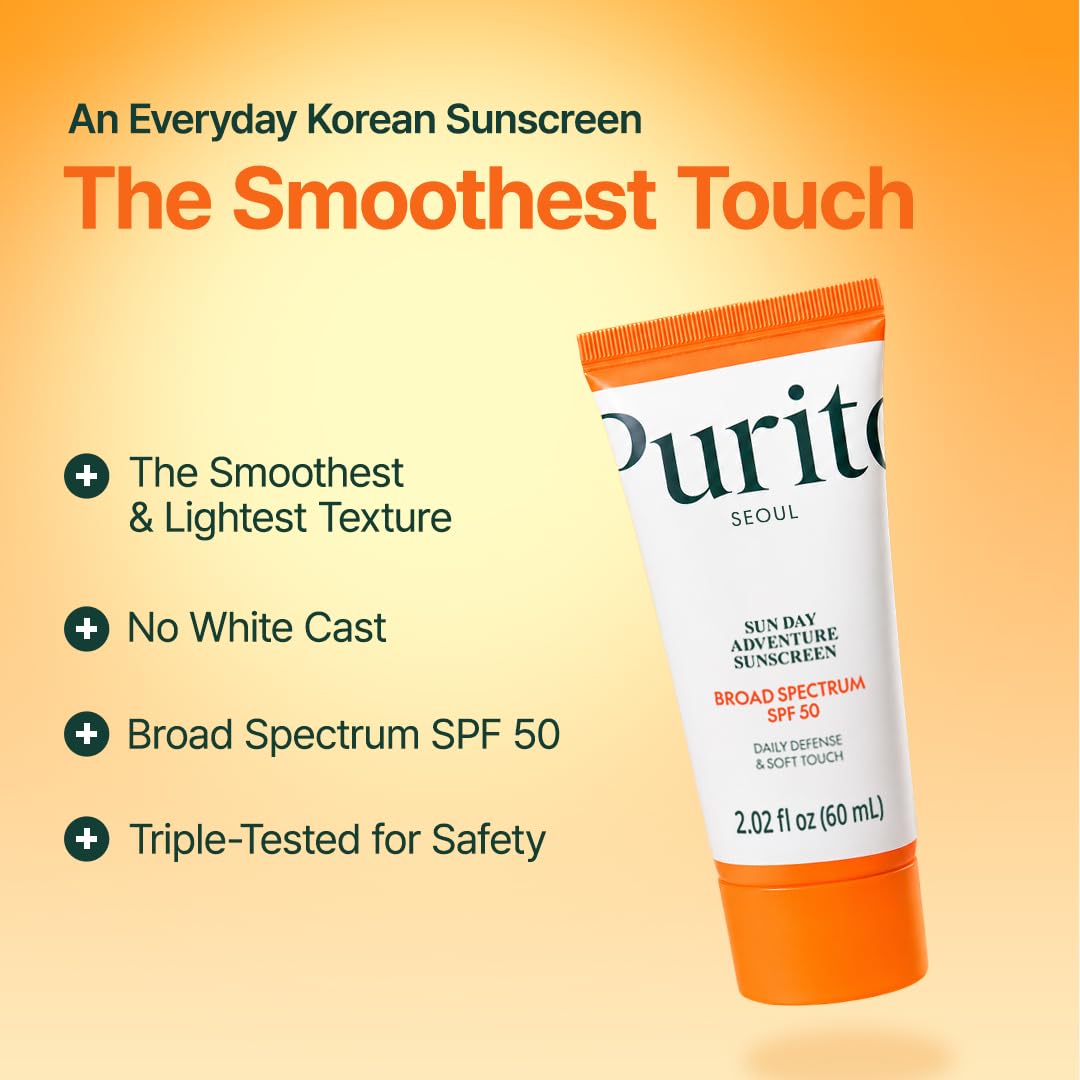 An Everyday Korean Sunscreen
The Smoothest Touch
The Smoothest
& Lightest Texture
No White Cast
Broad Spectrum SPF 50
Triple-Tested for Safety
Purito
SEOUL
SUN DAY
ADVENTURE
SUNSCREEN
BROAD SPECTRUM
SPF 50
DAILY DEFENSE
& SOFT TOUCH
2.02 fl oz (60 mL)